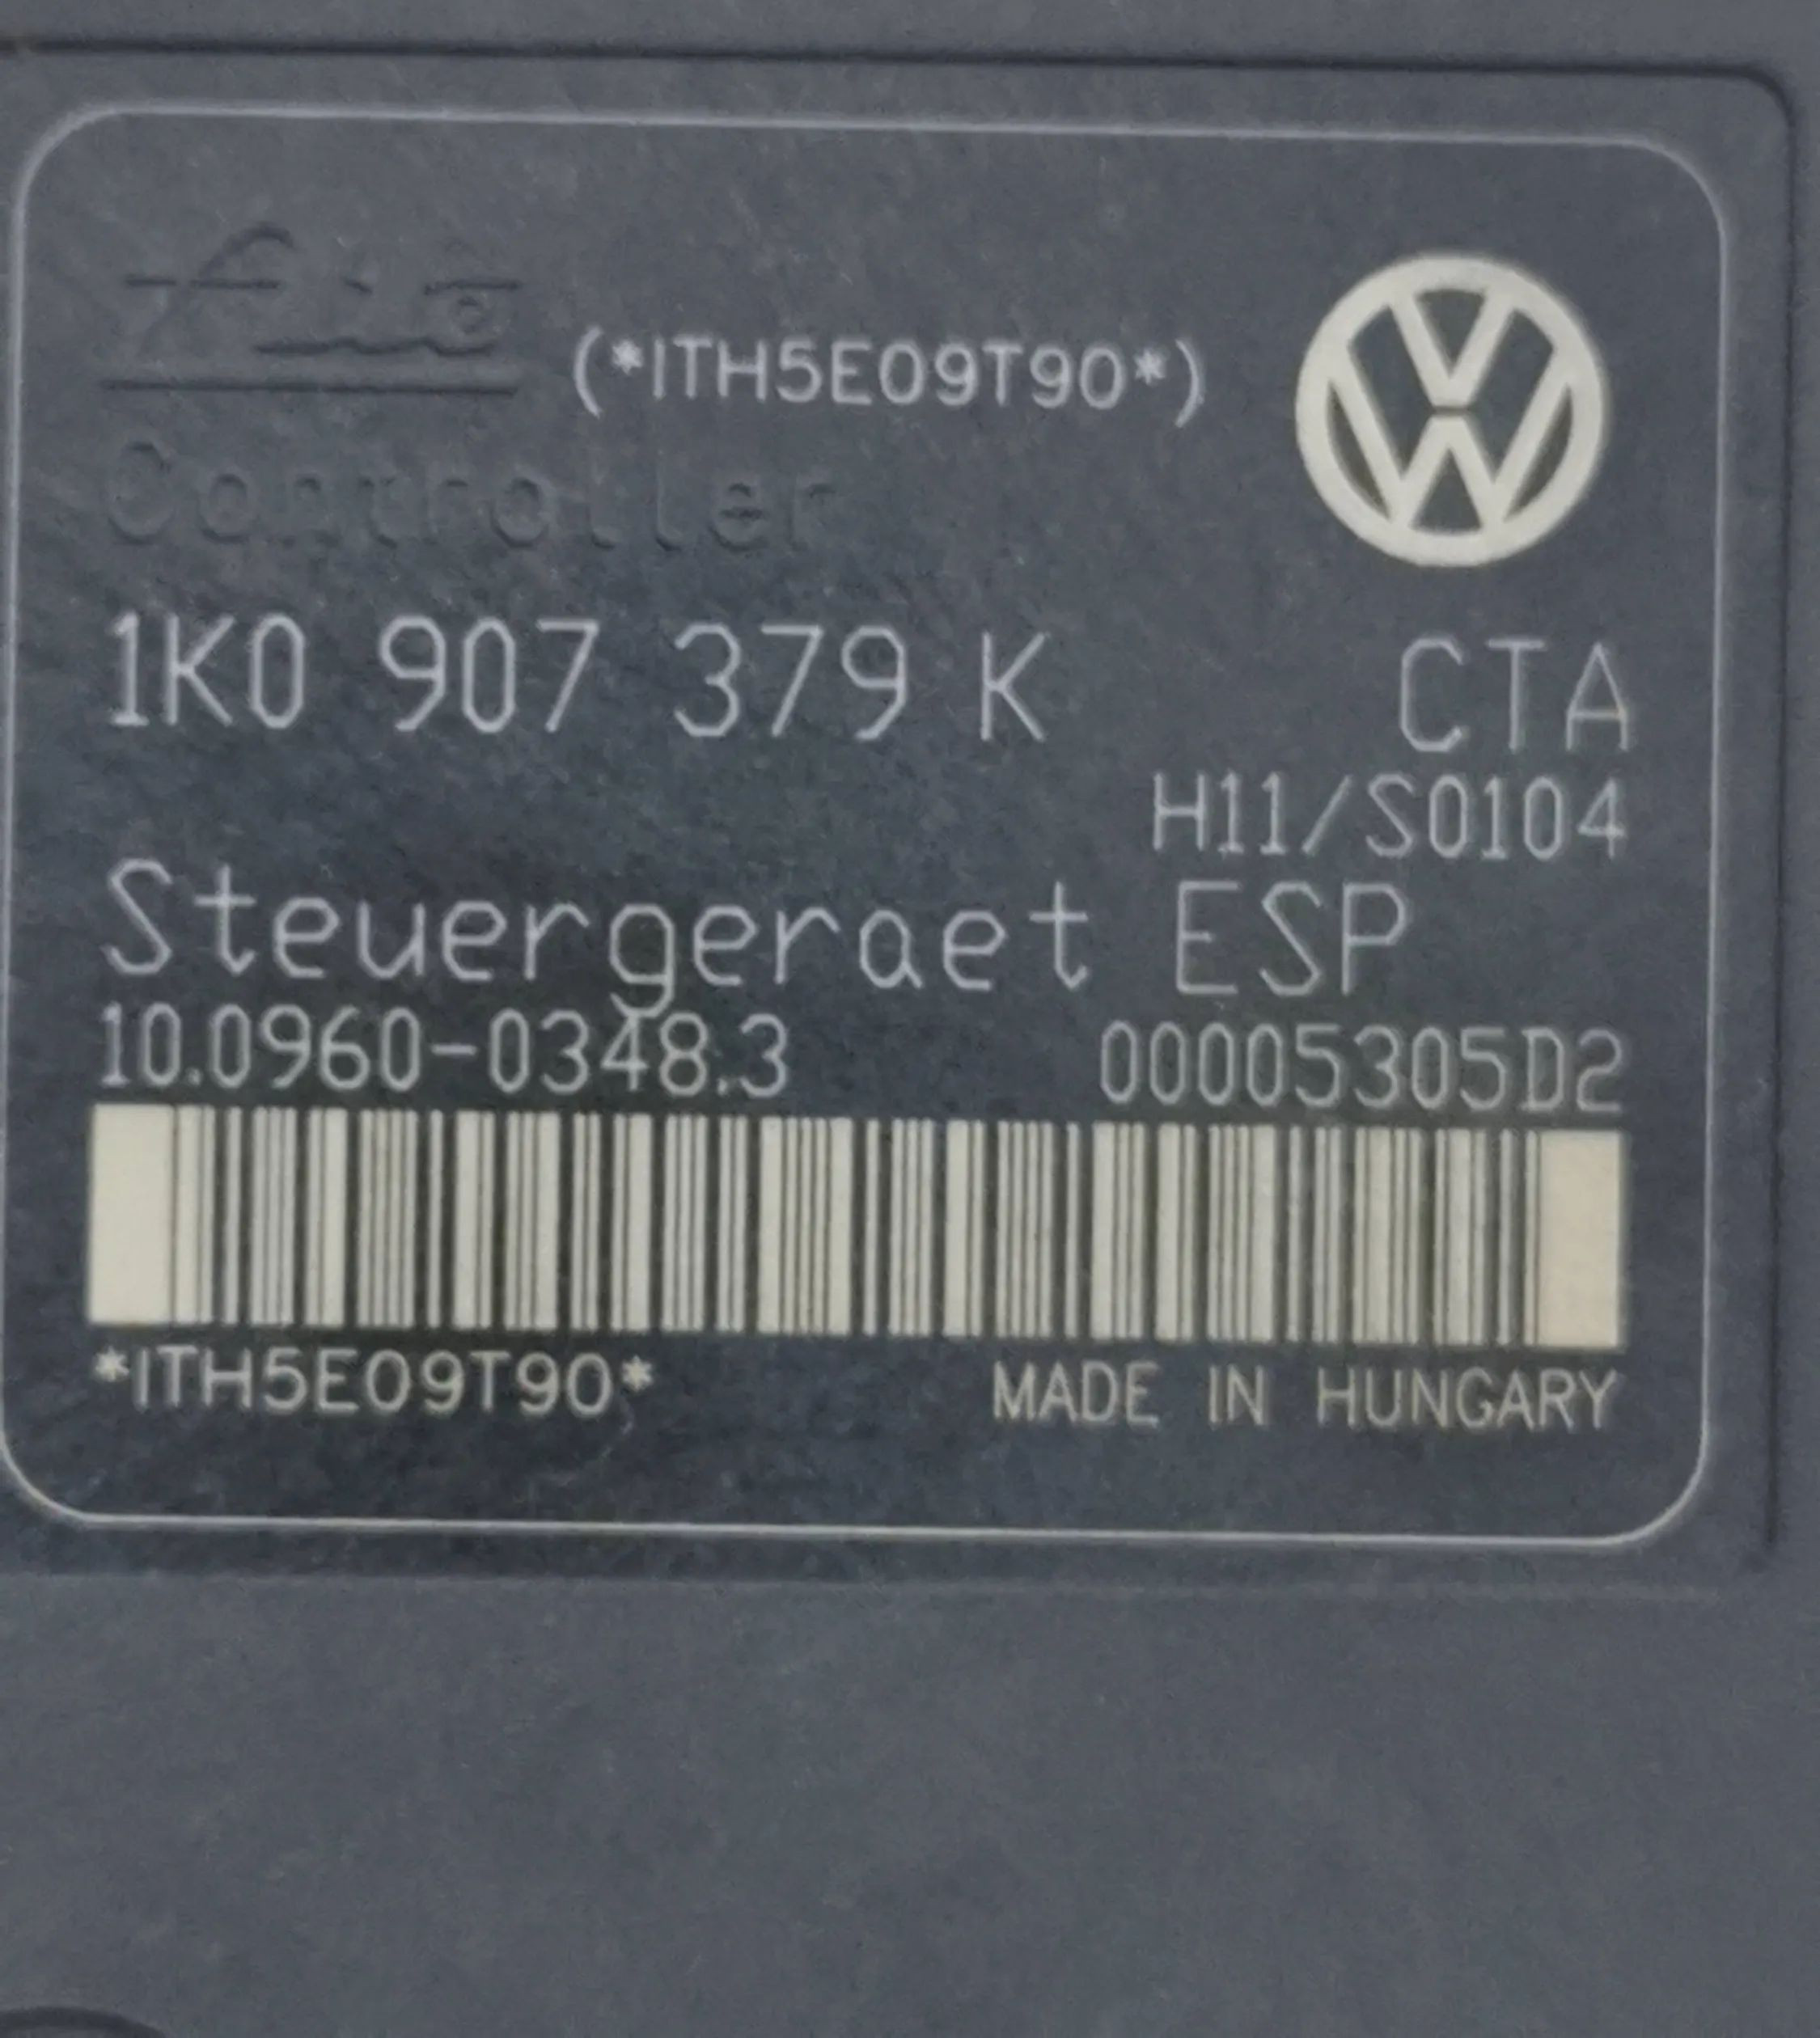 (*ITH5E09T90*)
Controller
1K0 907 379 K CTA
H11/S0104
Steuergeraet ESP
10.0960-0348.3 00005305D2
*ITH5E09T90* MADE IN HUNGARY